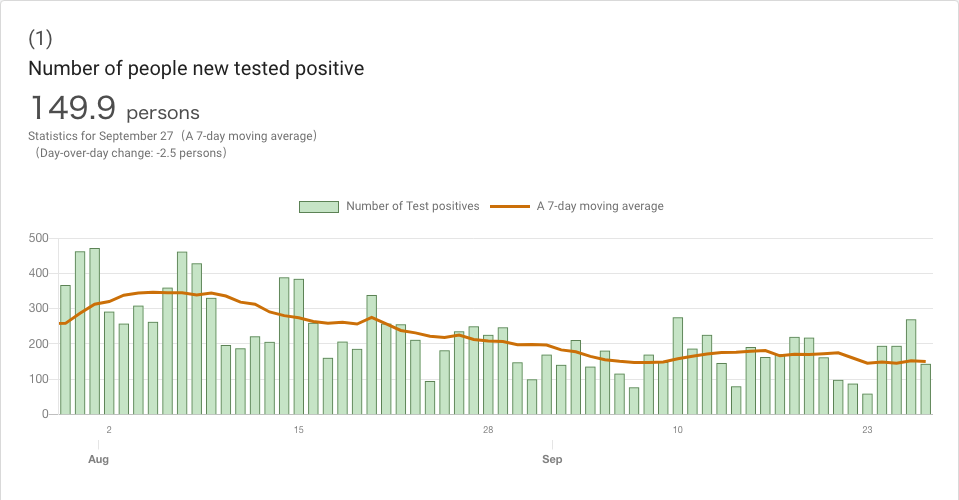 (1)
Number of people new tested positive
149.9 persons
Statistics for September 27 (A 7-day moving average)
(Day-over-day change: -2.5 persons)
Number of Test positives A 7-day moving average
500
400
300
200
100
0
2 15 28 10 23
Aug Sep